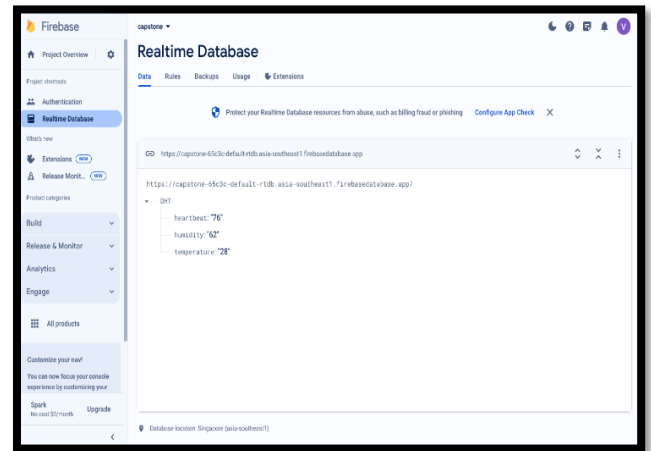 Firebase
capstone
V
Project Overview
Realtime Database
Data Rules Backups Usage Extensions
Project shortcuts
Authentication
Realtime Database
Protect your Realtime Database resources from abuse, such as billing fraud or phishing Configure App Check
What's new
Extensions NEW
Release Monit... NEW
Product categories
Build
Release & Monitor
Analytics
Engage
All products
Customize your nav!
You can now focus your console
experience by customizing your
Spark
No-cost $0/month
Upgrade
https://capstone-65c3c-default-rtdb.asia-southeast1.firebasedatabase.app
https://capstone-65c3c-default-rtdb.asia-southeast1.firebasedatabase.app/
DHT
heartbeat: "76"
humidity: "62"
temperature: "28"
Database location: Singapore (asia-southeast1)